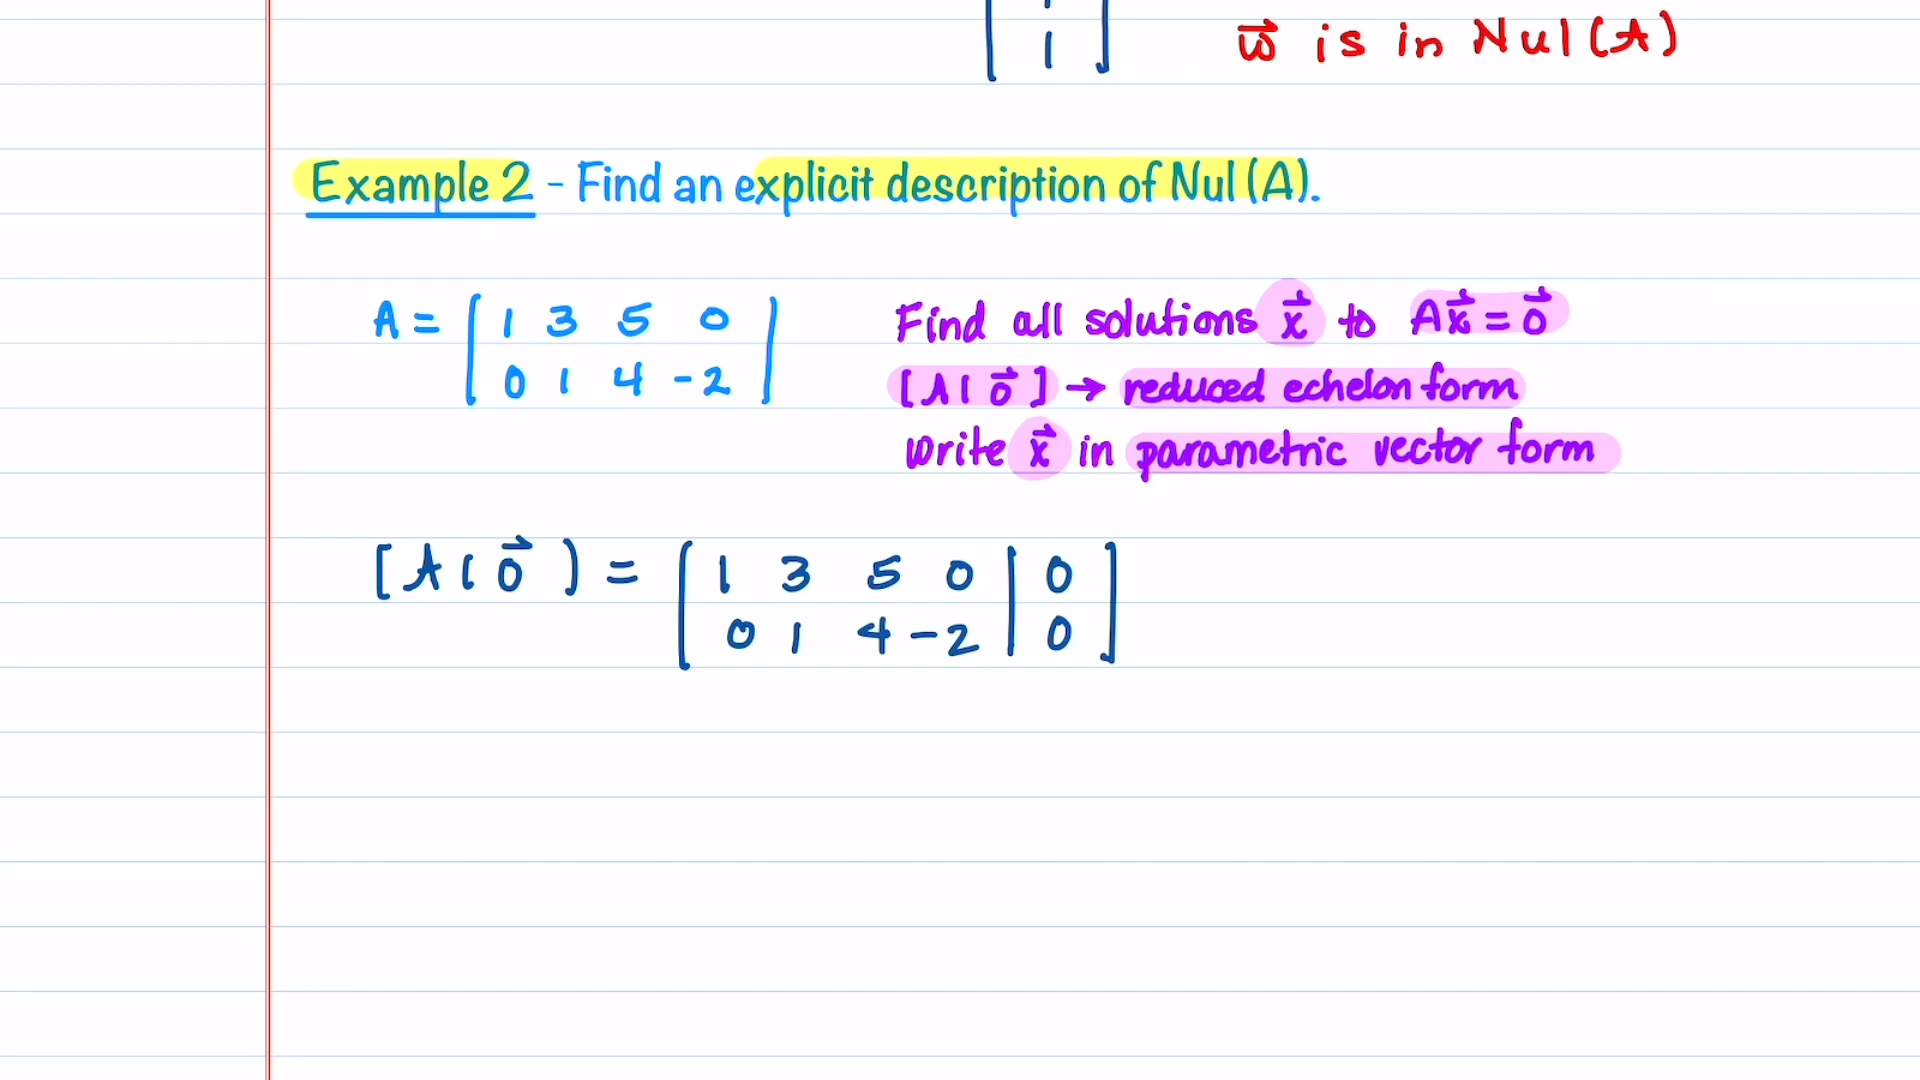 [ 1 ] w⃗ is in Nul(A)
Example 2 - Find an explicit description of Nul(A).
A = [ 1 3 5 0
0 1 4 -2 ]
Find all solutions x⃗ to Ax⃗ = 0⃗
[A | 0⃗] → reduced echelon form
write x⃗ in parametric vector form
[A | 0⃗] = [ 1 3 5 0 | 0
0 1 4 -2 | 0 ]